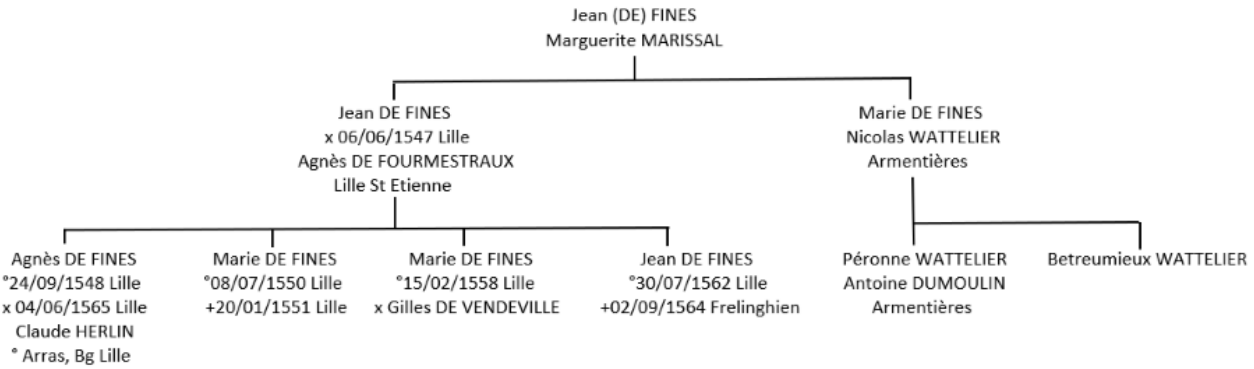 Jean (DE) FINES
Marguerite MARISSAL
Jean DE FINES
x 06/06/1547 Lille
Agnès DE FOURMESTRAUX
Lille St Etienne
Marie DE FINES
Nicolas WATTELIER
Armentières
Agnès DE FINES
°24/09/1548 Lille
x 04/06/1565 Lille
Claude HERLIN
° Arras, Bg Lille
Marie DE FINES
°08/07/1550 Lille
+20/01/1551 Lille
Marie DE FINES
°15/02/1558 Lille
x Gilles DE VENDEVILLE
Jean DE FINES
°30/07/1562 Lille
+02/09/1564 Frelinghien
Péronne WATTELIER
Antoine DUMOULIN
Armentières
Betreumieux WATTELIER